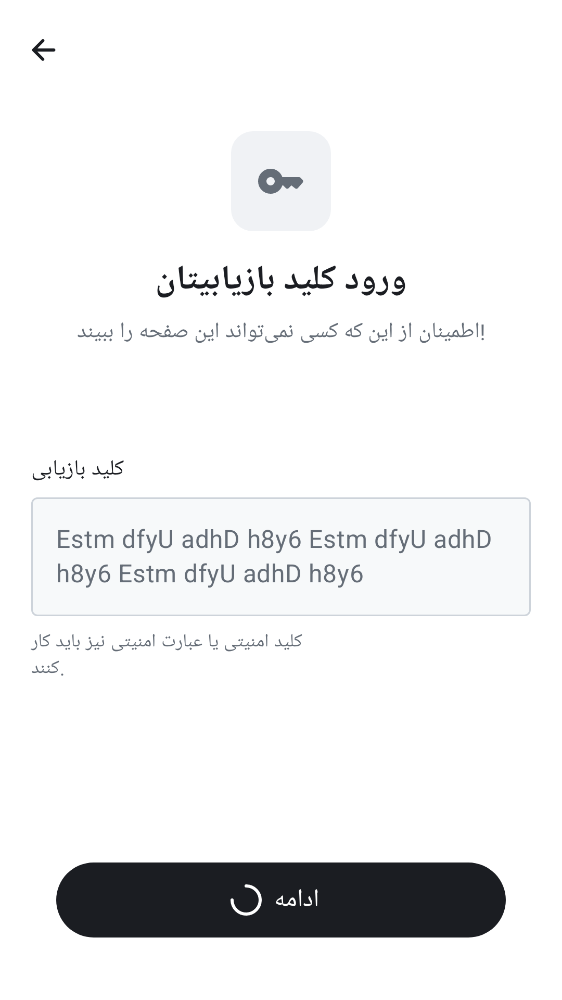 ورود کلید بازیابیتان
اطمینان از این که کسی نمی‌تواند این صفحه را ببیند!
کلید بازیابی
Estm dfyU adhD h8y6 Estm dfyU adhD
h8y6 Estm dfyU adhD h8y6
کلید امنیتی یا عبارت امنیتی نیز باید کار
کنند.
ادامه